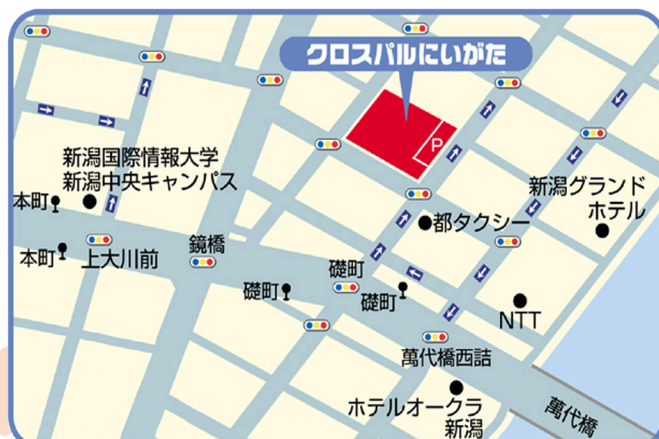 クロスパルにいがた
P
新潟国際情報大学
新潟中央キャンパス
新潟グランド
ホテル
本町
都タクシー
本町
上大川前
鏡橋
礎町
礎町
礎町
NTT
萬代橋西詰
ホテルオークラ
新潟
萬代橋